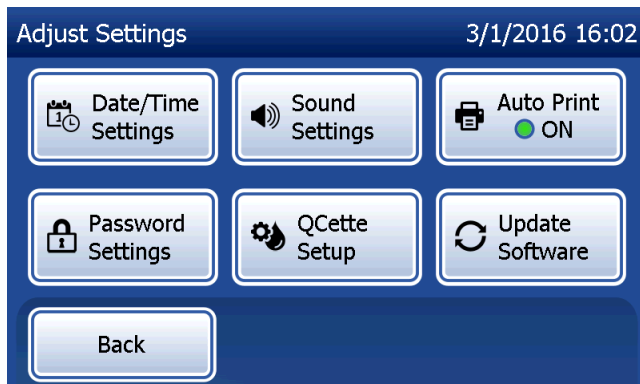 Adjust Settings 3/1/2016 16:02
Date/Time Settings
Sound Settings
Auto Print ON
Password Settings
QCette Setup
Update Software
Back